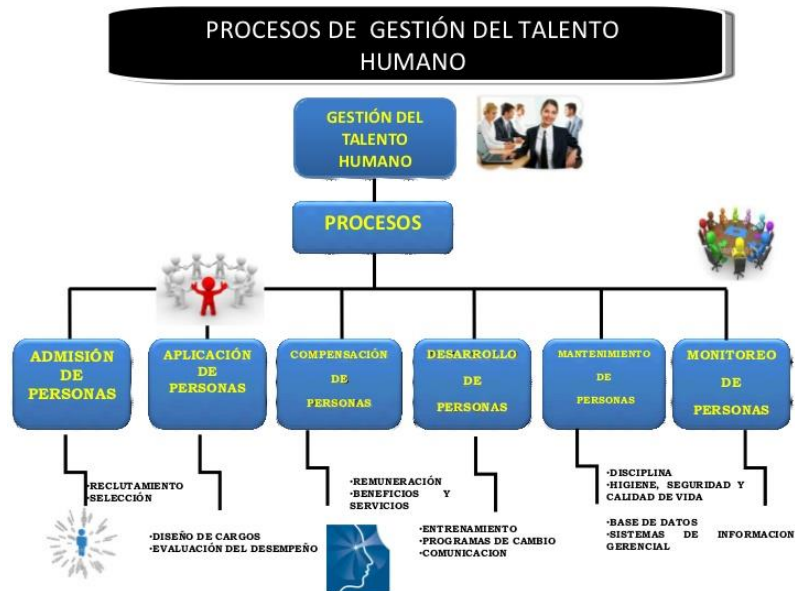 PROCESOS DE GESTIÓN DEL TALENTO
HUMANO
GESTIÓN DEL
TALENTO
HUMANO
PROCESOS
ADMISIÓN
DE
PERSONAS
APLICACIÓN
DE
PERSONAS
COMPENSACIÓN
DE
PERSONAS
DESARROLLO
DE
PERSONAS
MANTENIMIENTO
DE
PERSONAS
MONITOREO
DE
PERSONAS
•RECLUTAMIENTO
•SELECCIÓN
•DISEÑO DE CARGOS
•EVALUACIÓN DEL DESEMPEÑO
•REMUNERACIÓN
•BENEFICIOS Y
SERVICIOS
•ENTRENAMIENTO
•PROGRAMAS DE CAMBIO
•COMUNICACION
•DISCIPLINA
•HIGIENE, SEGURIDAD Y
CALIDAD DE VIDA
•BASE DE DATOS
•SISTEMAS DE INFORMACION
GERENCIAL